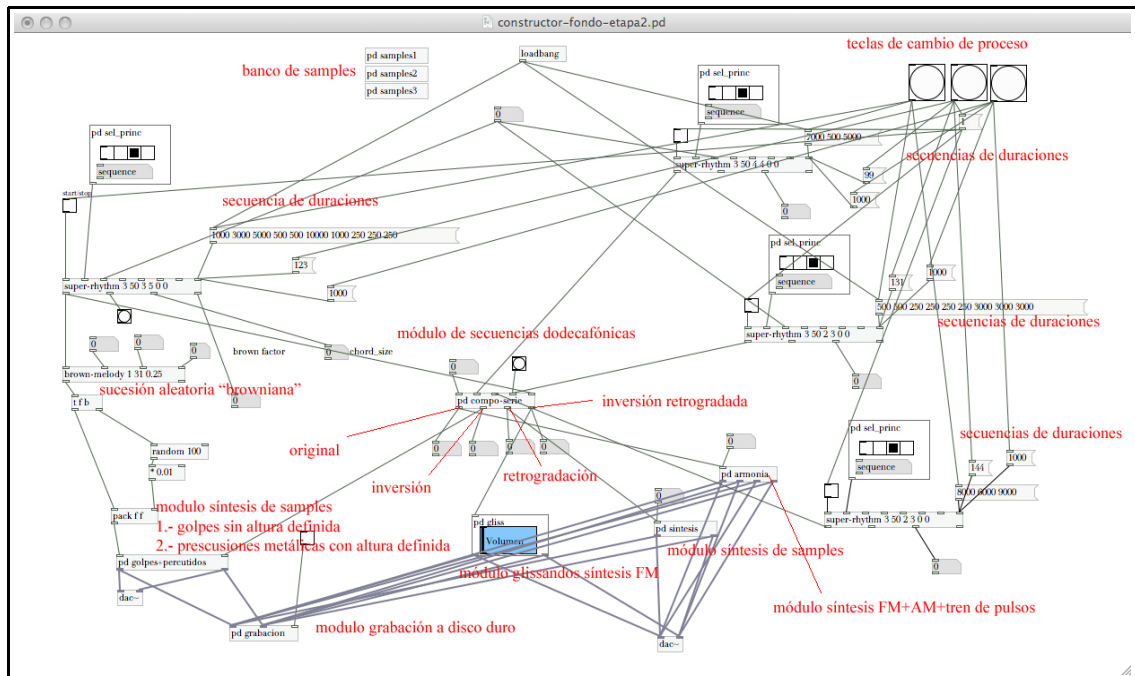 constructor-fondo-etapa2.pd
teclas de cambio de proceso
loadbang
pd samples1
banco de samples
pd samples2
pd samples3
pd sel_princ
sequence
0
2000 500 5000
pd sel_princ
sequence
super-rhythm 3 50 4 4 0 0
secuencias de duraciones
99
1000
0
start/stop
secuencia de duraciones
1000 3000 5000 500 500 10000 1000 250 250 250
pd sel_princ
sequence
123
super-rhythm 3 50 3 5 0 0
1000
131
1000
500 500 250 250 250 250 3000 3000 3000
secuencias de duraciones
módulo de secuencias dodecafónicas
super-rhythm 3 50 2 3 0 0
0
0
0
brown factor
0
chord_size
0
0
brown-melody 1 31 0.25
sucesión aleatoria “browniana”
0
pd compo-serie
inversión retrogradada
t f b
original
0
0
0
0
0
retrogradación
inversión
pd sel_princ
sequence
secuencias de duraciones
random 100
* 0.01
pd armonia
144
1000
8000 6000 9000
modulo síntesis de samples
1.- golpes sin altura definida
2.- prescusiones metálicas con altura definida
pack f f
0
pd gliss
Volumen
pd sintesis
super-rhythm 3 50 2 3 0 0
módulo síntesis de samples
pd golpes-percutidos
módulo glissandos síntesis FM
0
dac~
módulo síntesis FM+AM+tren de pulsos
pd grabacion
modulo grabación a disco duro
dac~